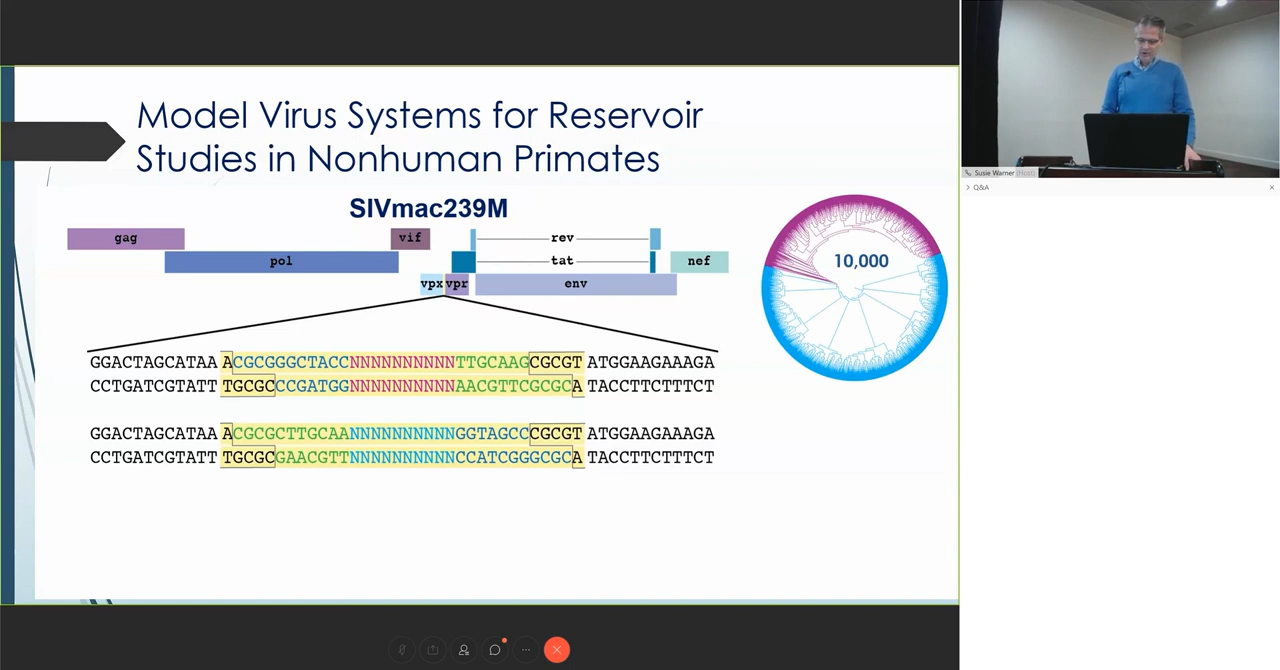 Model Virus Systems for Reservoir
Studies in Nonhuman Primates
SIVmac239M
gag
vif
rev
pol
tat
nef
vpx
vpr
env
10,000
GGACTAGCATAA ACGCGGGCTACCNNNNNNNNNNTTGCAAGCGCGT ATGGAAGAAAGA
CCTGATCGTATT TGCGCCCGATGGNNNNNNNNNNAACGTTCGCGCA TACCTTCTTTCT
GGACTAGCATAA ACGCGCTTGCAANNNNNNNNNNGGTAGCCCGCGT ATGGAAGAAAGA
CCTGATCGTATT TGCGCGAACGTTNNNNNNNNNNCCATCGGGCGCA TACCTTCTTTCT
Susie Warner (Host)
Q&A